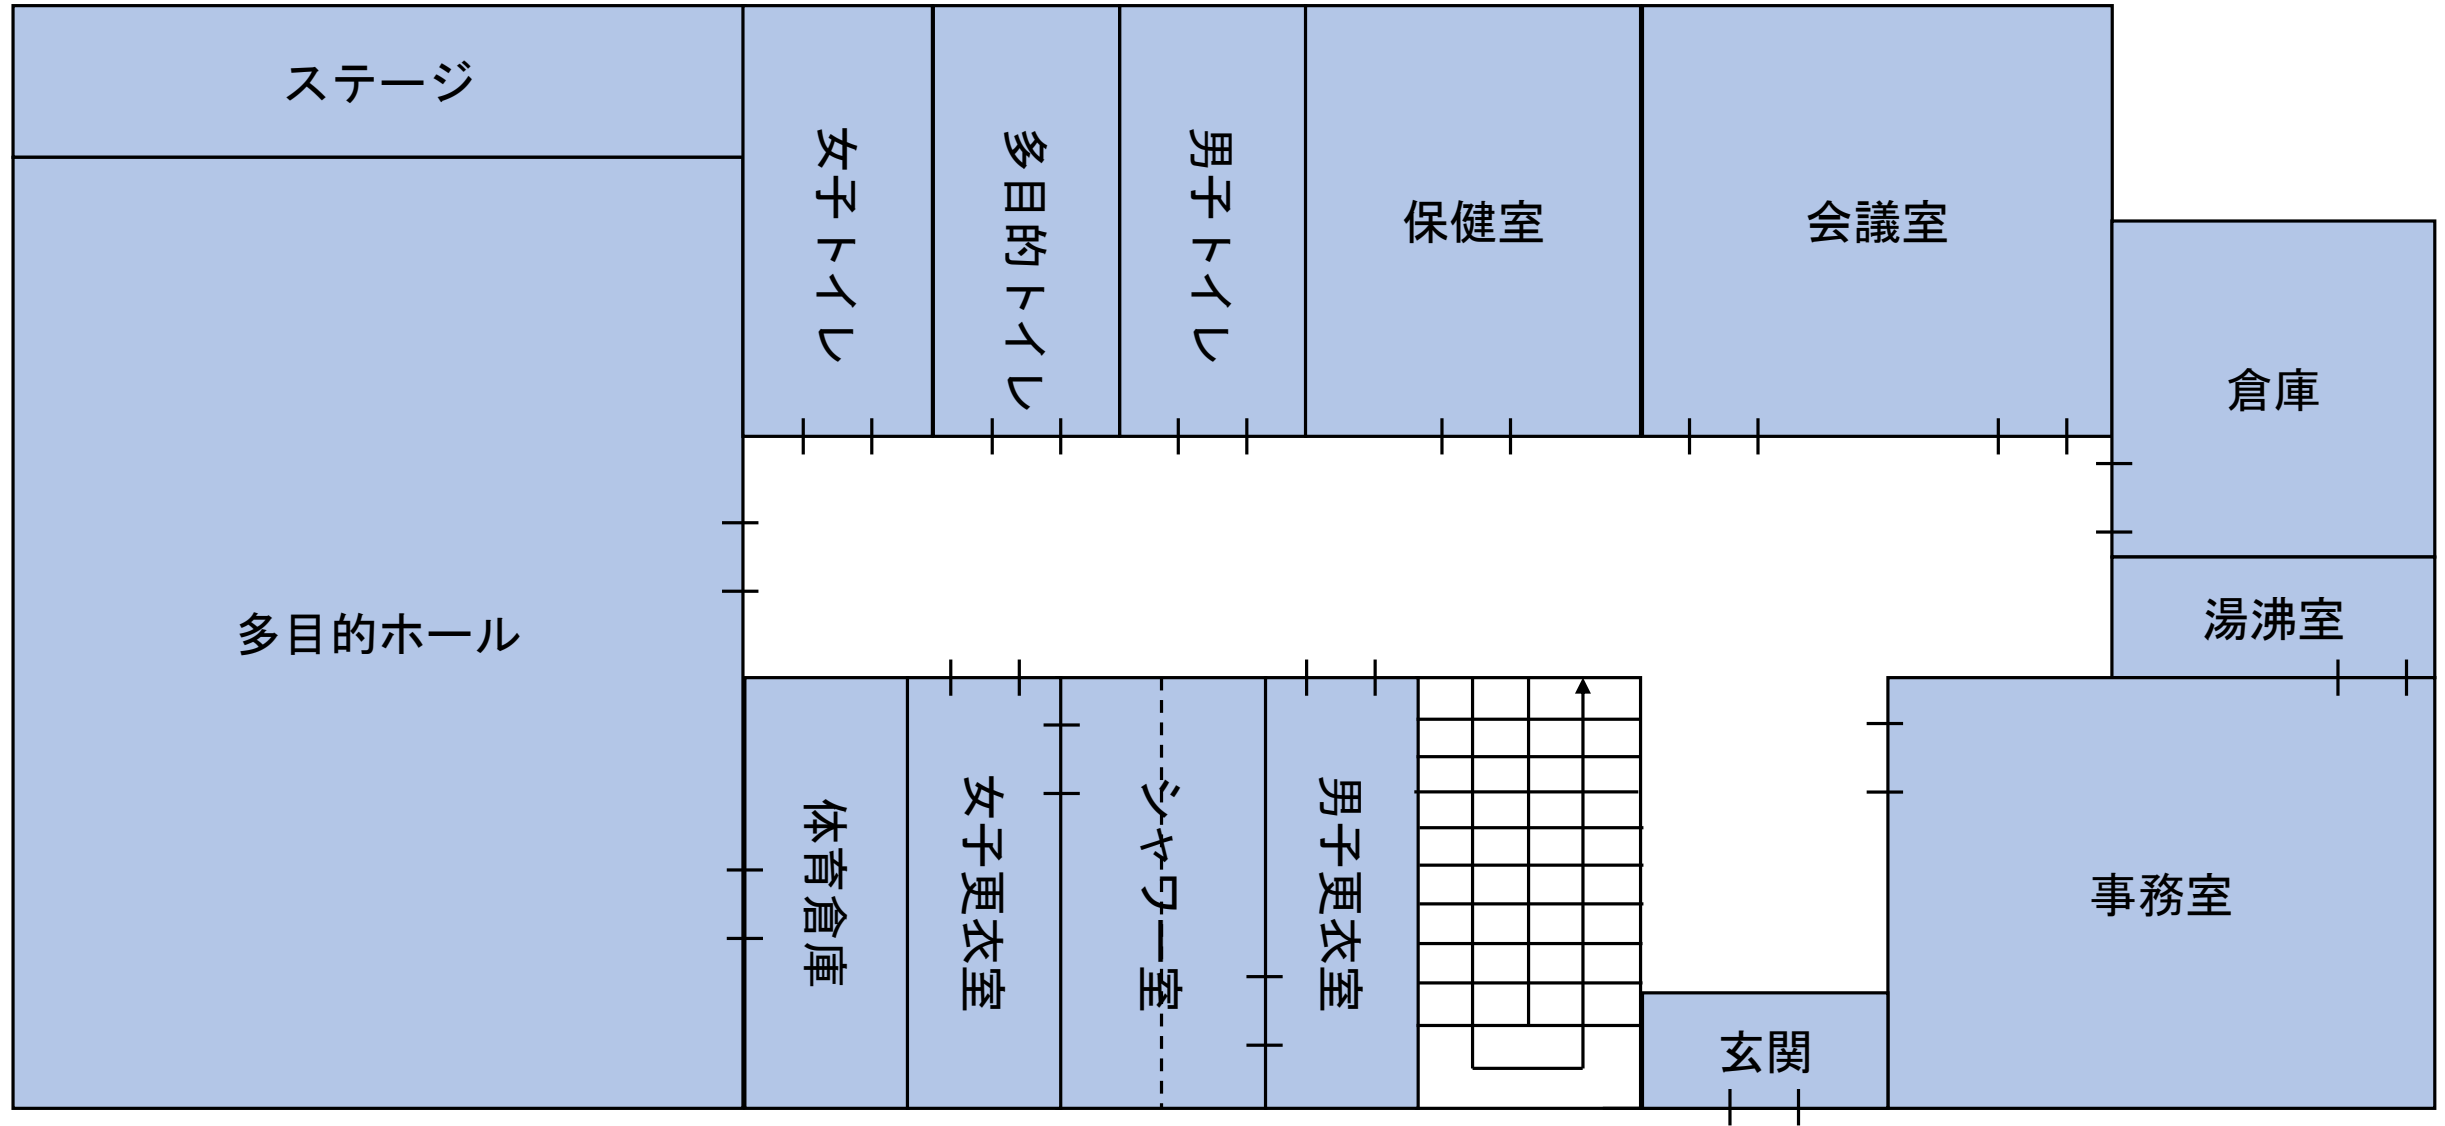 ステージ
女子トイレ
多目的トイレ
男子トイレ
保健室
会議室
倉庫
多目的ホール
湯沸室
体育倉庫
女子更衣室
シャワー室
男子更衣室
事務室
玄関